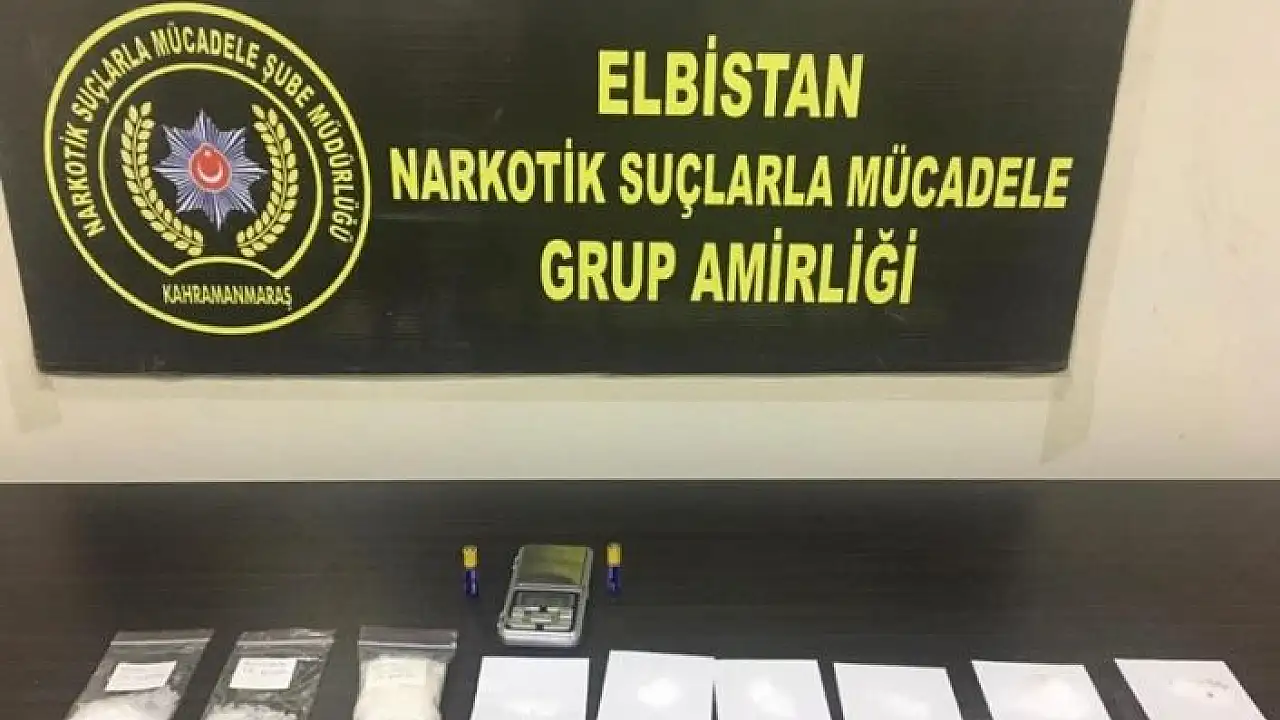 NARKOTİK SUÇLARLA MÜCADELE ŞUBE MÜDÜRLÜĞÜ
KAHRAMANMARAŞ
ELBİSTAN
NARKOTİK SUÇLARLA MÜCADELE
GRUP AMİRLİĞİ